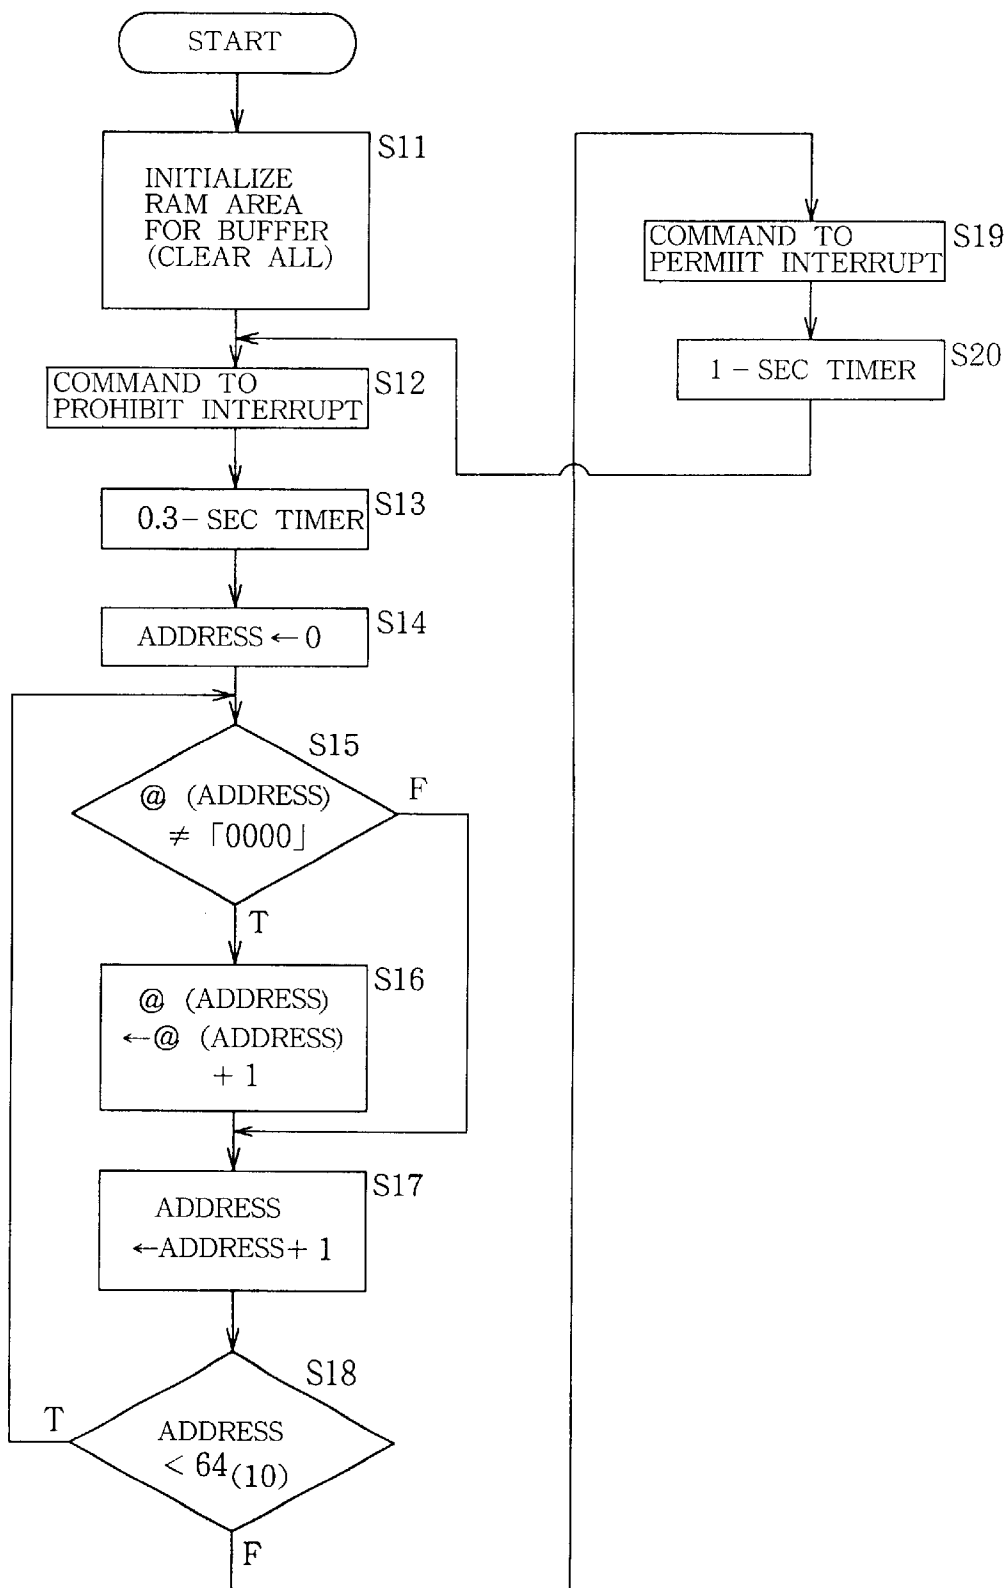 START
S11
INITIALIZE
RAM AREA
FOR BUFFER
(CLEAR ALL)
S12
COMMAND TO
PROHIBIT INTERRUPT
S13
0.3- SEC TIMER
S14
ADDRESS ← 0
S15
@ (ADDRESS)
≠ 「0000」
F
T
S16
@ (ADDRESS)
←@ (ADDRESS)
+ 1
S17
ADDRESS
←ADDRESS+ 1
S18
T
ADDRESS
< 64(10)
F
S19
COMMAND TO
PERMIIT INTERRUPT
S20
1 - SEC TIMER